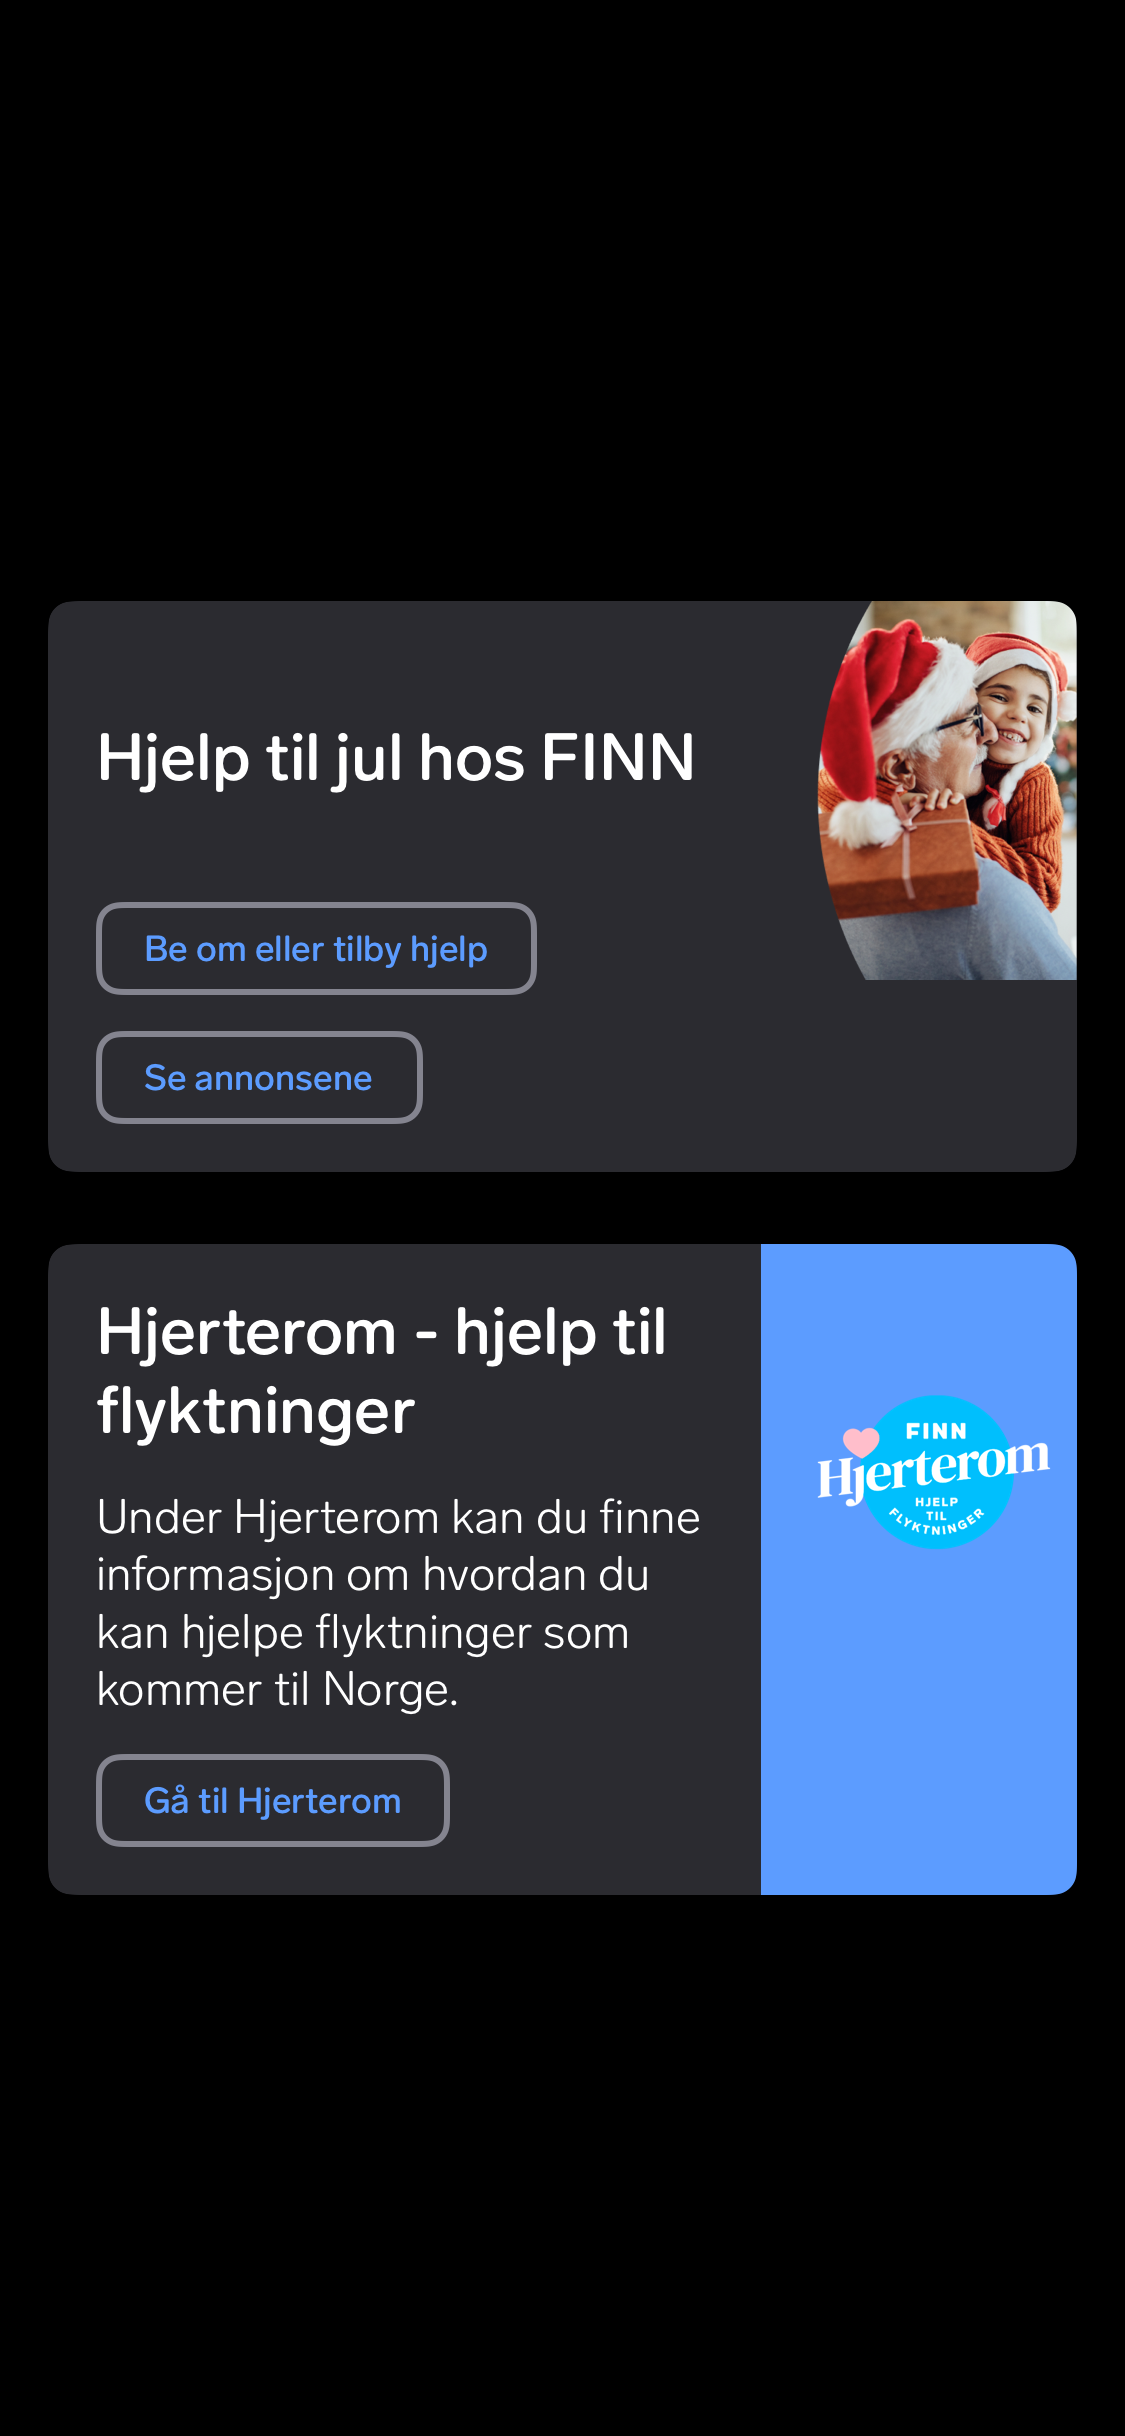 Hjelp til jul hos FINN
Be om eller tilby hjelp
Se annonsene
Hjerterom - hjelp til
flyktninger
Under Hjerterom kan du finne
informasjon om hvordan du
kan hjelpe flyktninger som
kommer til Norge.
Gå til Hjerterom
FINN
Hjerterom
HJELP
TIL
FLYKTNINGER